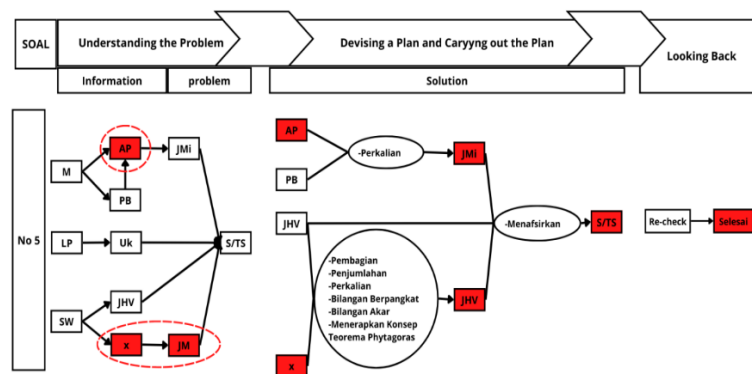 SOAL
Understanding the Problem
Devising a Plan and Caryyng out the Plan
Looking Back
Information
problem
Solution
No 5
M
AP
JMi
PB
LP
Uk
S/TS
SW
JHV
x
JM
AP
PB
-Perkalian
JMi
JHV
-Menafsirkan
S/TS
Re-check
Selesai
-Pembagian
-Penjumlahan
-Perkalian
-Bilangan Berpangkat
-Bilangan Akar
-Menerapkan Konsep
Teorema Phytagoras
JHV
x